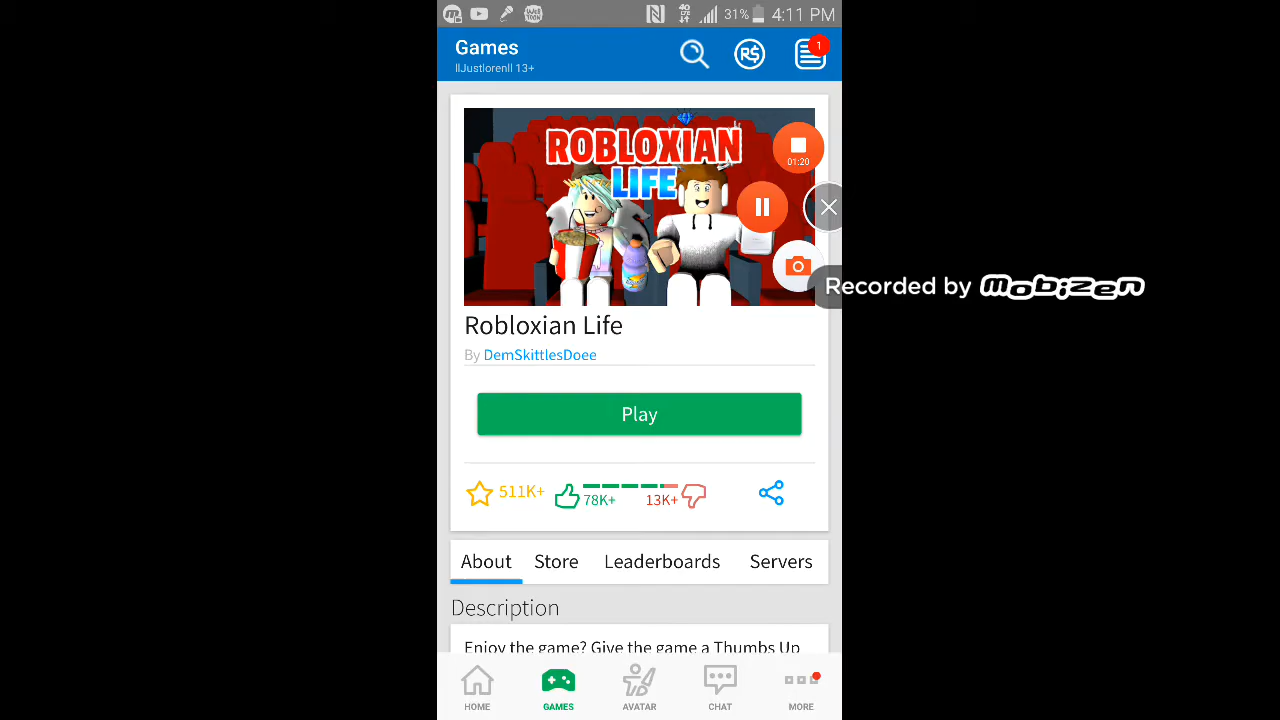 31% 4:11 PM
Games
llJustlorenll 13+
R$
1
ROBLOXIAN
LIFE
01:20
Recorded by mobizen
Robloxian Life
By DemSkittlesDoee
Play
511K+ 78K+ 13K+
About Store Leaderboards Servers
Description
Enjoy the game? Give the game a Thumbs Up
HOME GAMES AVATAR CHAT MORE